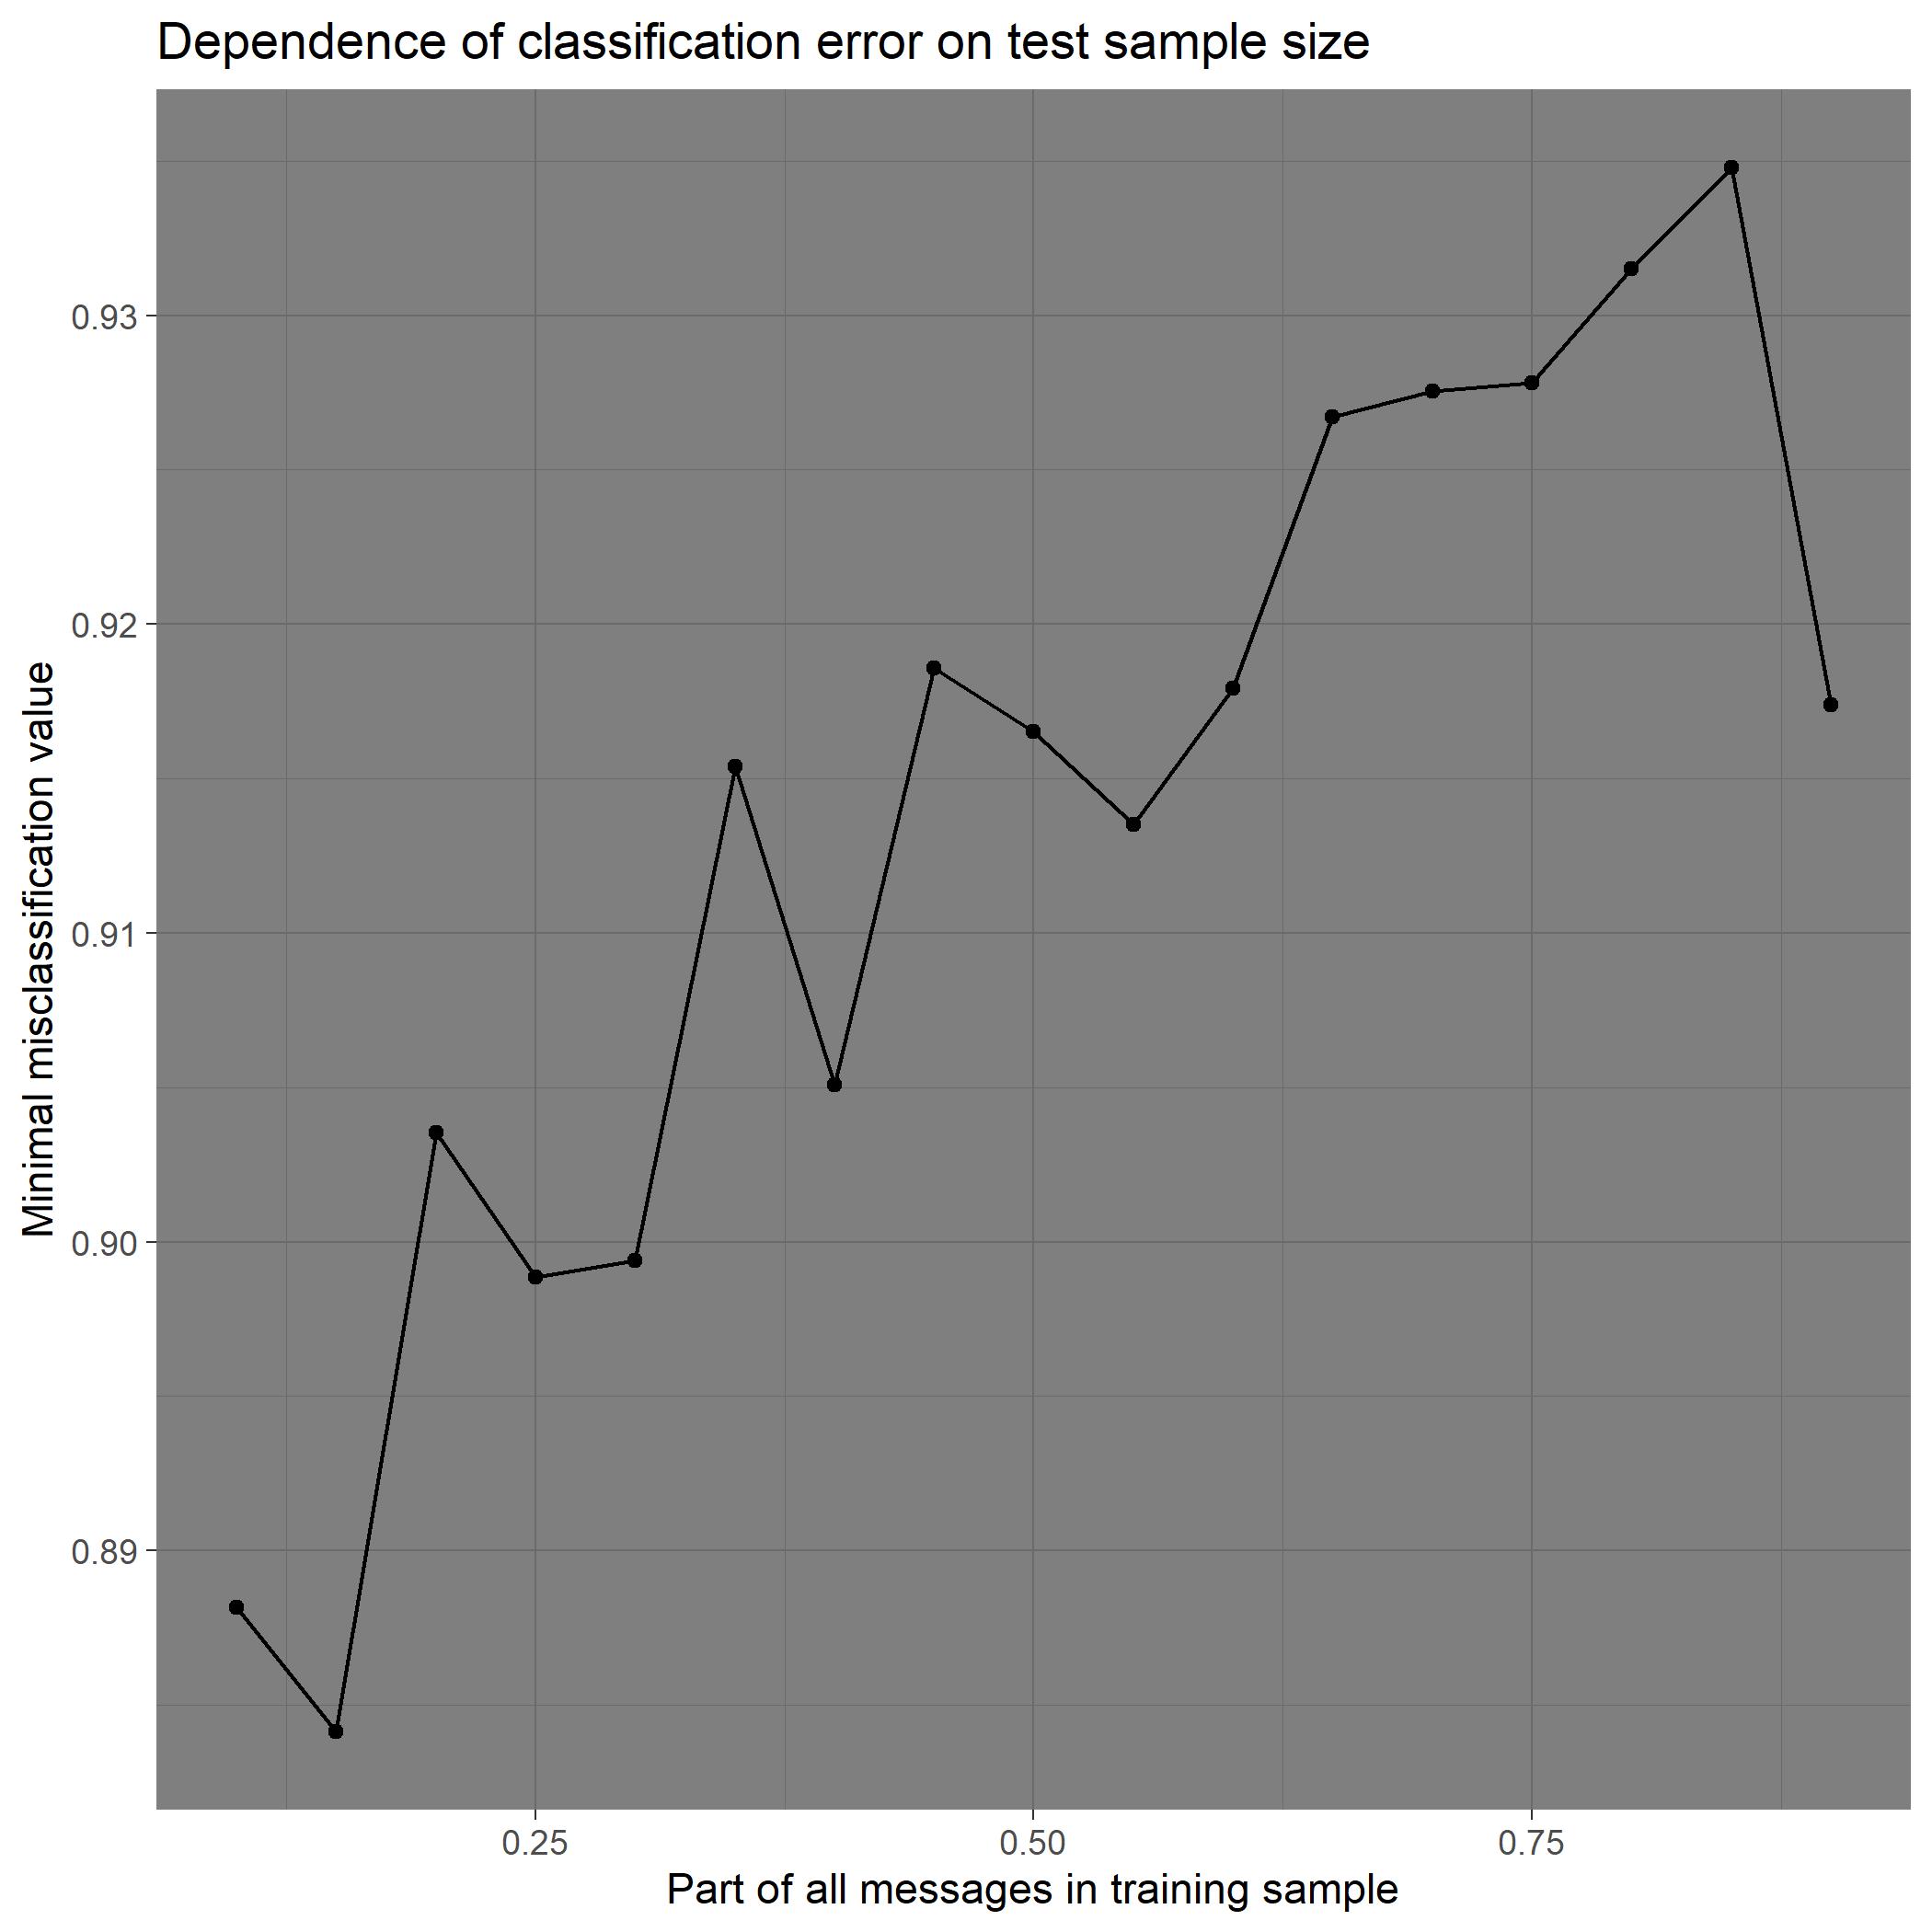 Dependence of classification error on test sample size
Minimal misclassification value
0.93
0.92
0.91
0.90
0.89
0.25
0.50
0.75
Part of all messages in training sample